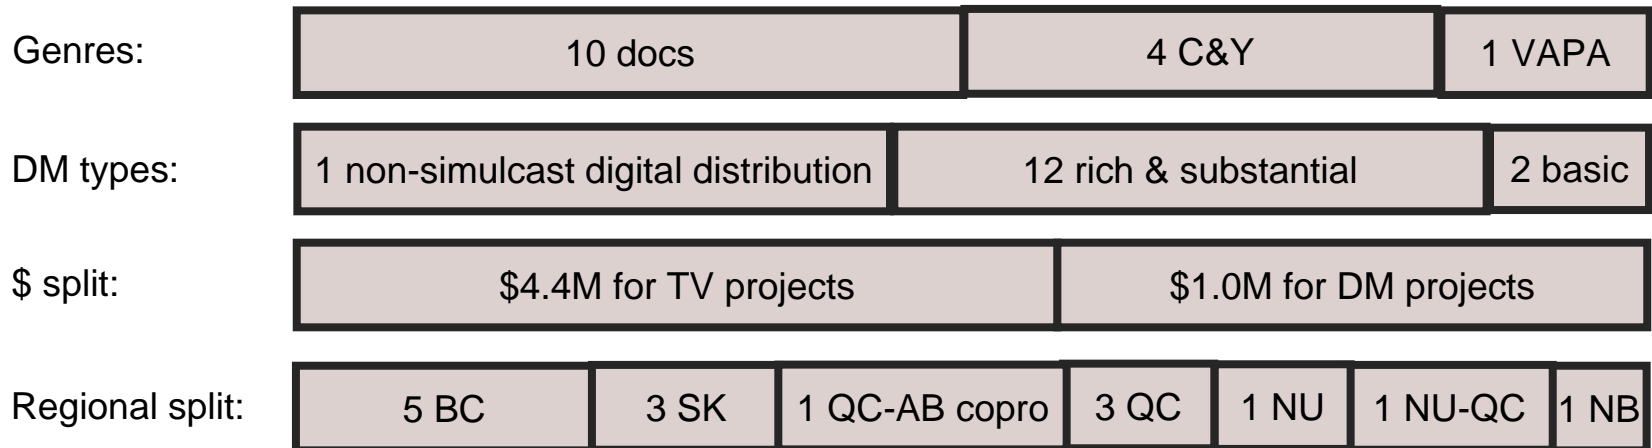 Genres: 10 docs 4 C&Y 1 VAPA
DM types: 1 non-simulcast digital distribution 12 rich & substantial 2 basic
$ split: $4.4M for TV projects $1.0M for DM projects
Regional split: 5 BC 3 SK 1 QC-AB copro 3 QC 1 NU 1 NU-QC 1 NB